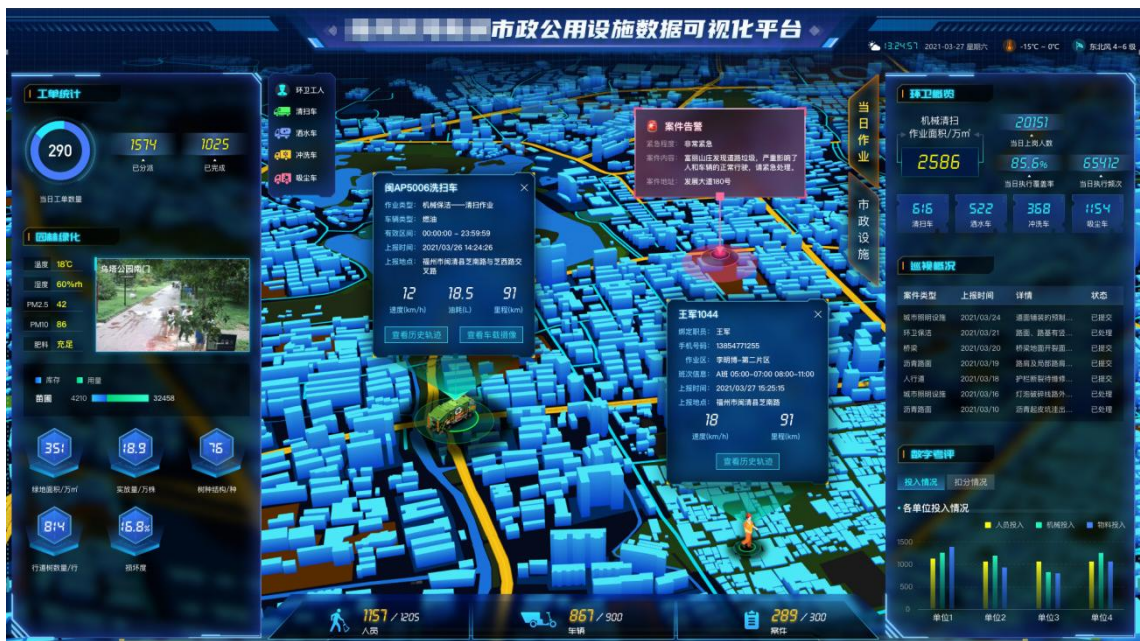 市政公用设施数据可视化平台
13:24:57 2021-03-27 星期六 -15℃ ~ 0℃ 东北风 4~6 级
工单统计
290
当日工单数量
1574
已分派
1025
已完成
园林绿化
温度 18℃
湿度 60%rh
PM2.5 42
PM10 86
肥料 充足
乌塔公园南门
库存 用量
苗圃 4210 32458
351
绿地面积/万㎡
18.9
实放量/万株
76
树种结构/种
814
行道树数量/行
16.8%
损坏度
环卫工人
清扫车
洒水车
冲洗车
吸尘车
闽AP5006洗扫车
作业类型: 机械保洁——清扫作业
车辆类型: 燃油
有效区间: 00:00:00 ~ 23:59:59
上报时间: 2021/03/26 14:24:26
上报地点: 福州市闽清县芝南路与芝西路交
叉路
12 18.5 91
速度(km/h) 油耗(L) 里程(km)
查看历史轨迹 查看车载摄像
案件告警
紧急程度: 非常紧急
案件内容: 富丽山庄发现道路垃圾，严重影响了
人和车辆的正常行驶，请紧急处理。
案件地址: 发展大道180号
王军1044
绑定职员: 王军
手机号码: 13854771255
作业区: 李明博-第二片区
班次信息: A班 05:00~07:00 08:00~11:00
上报时间: 2021/03/27 15:25:15
上报地点: 福州市闽清县芝南路
18 91
速度(km/h) 里程(km)
查看历史轨迹
当日作业
市政设施
1157 / 1205
人员
867 / 900
车辆
289 / 300
案件
环卫概览
机械清扫
作业面积/万㎡
2586
20151
当日上岗人数
85.6%
当日执行覆盖率
65412
当日执行频次
616
清扫车
522
洒水车
368
冲洗车
1154
吸尘车
巡视概况
案件类型 上报时间 详情 状态
城市照明设施 2021/03/24 道面铺装的预制... 已提交
环卫保洁 2021/03/21 路面、路基有竖... 已处理
桥梁 2021/03/20 桥梁地面开裂面... 已提交
沥青路面 2021/03/19 路肩及局部路肩... 已提交
人行道 2021/03/18 护栏断裂待维修... 已提交
城市照明设施 2021/03/16 灯泡破碎线路外... 已处理
沥青路面 2021/03/10 沥青起皮坑洼出... 已处理
数字考评
投入情况 扣分情况
各单位投入情况
人员投入 机械投入 物料投入
1500
1000
500
0
单位1 单位2 单位3 单位4